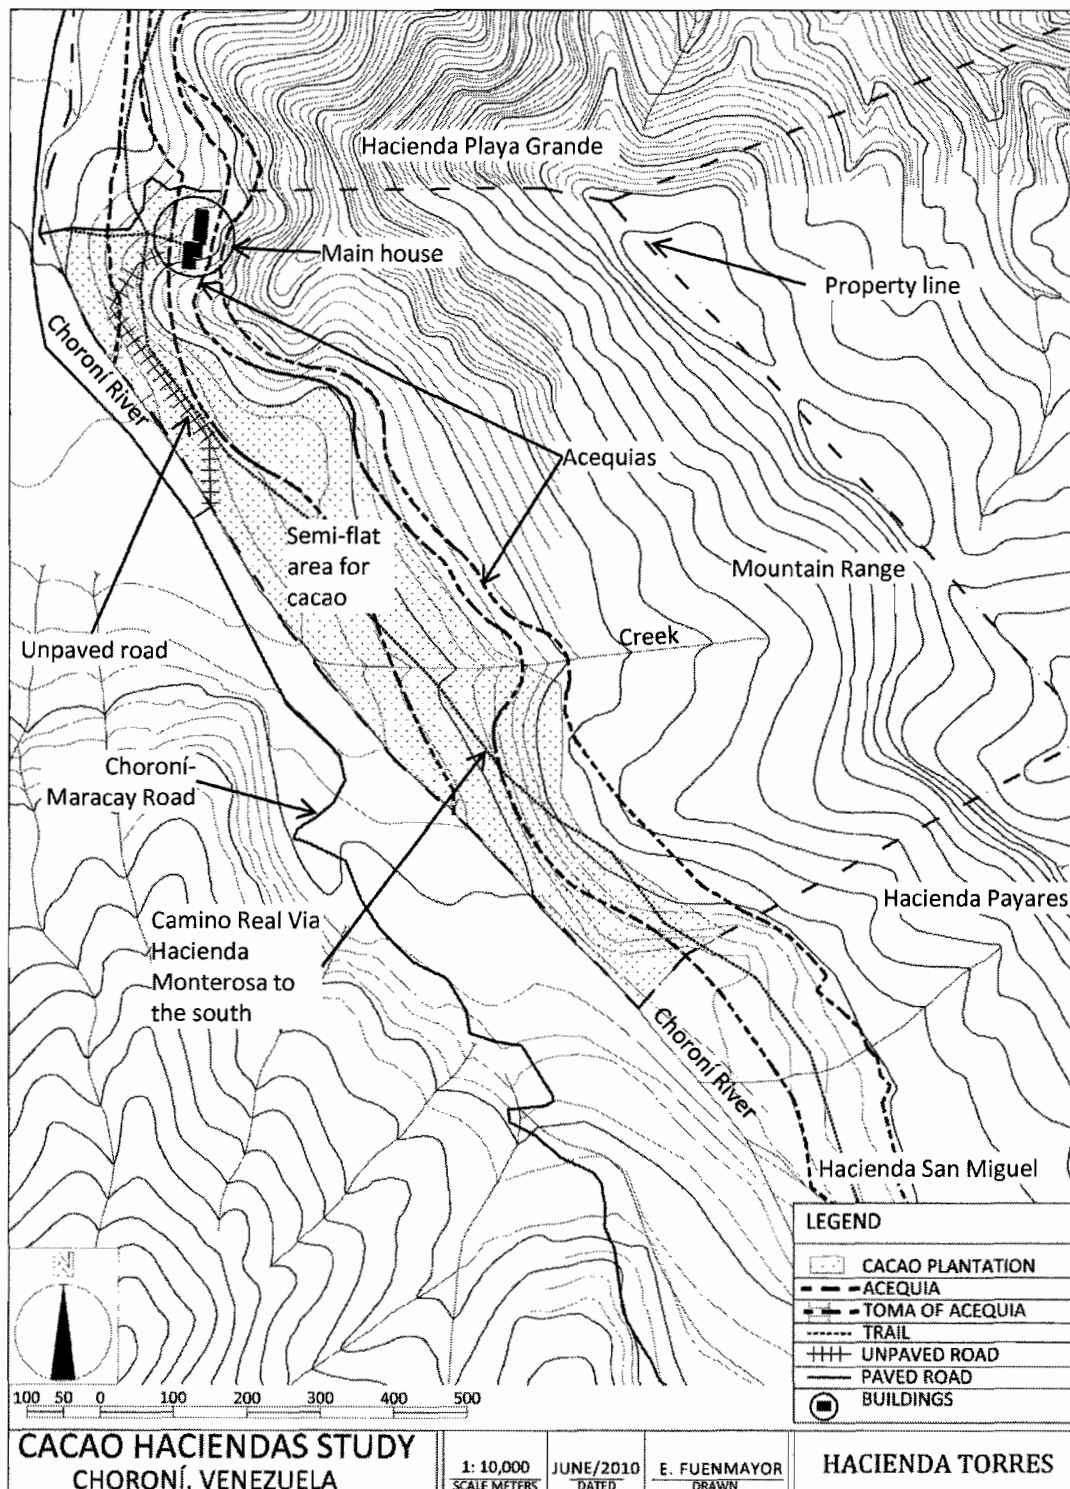 Hacienda Playa Grande
Main house
Property line
Choroní River
Acequias
Semi-flat
area for
cacao
Mountain Range
Creek
Unpaved road
Choroní-
Maracay Road
Hacienda Payares
Camino Real Via
Hacienda
Monterosa to
the south
Choroní River
Hacienda San Miguel
LEGEND
CACAO PLANTATION
ACEQUIA
TOMA OF ACEQUIA
TRAIL
UNPAVED ROAD
PAVED ROAD
BUILDINGS
N
100 50 0 100 200 300 400 500
CACAO HACIENDAS STUDY
CHORONÍ, VENEZUELA
1: 10,000
SCALE METERS
JUNE/2010
DATED
E. FUENMAYOR
DRAWN
HACIENDA TORRES